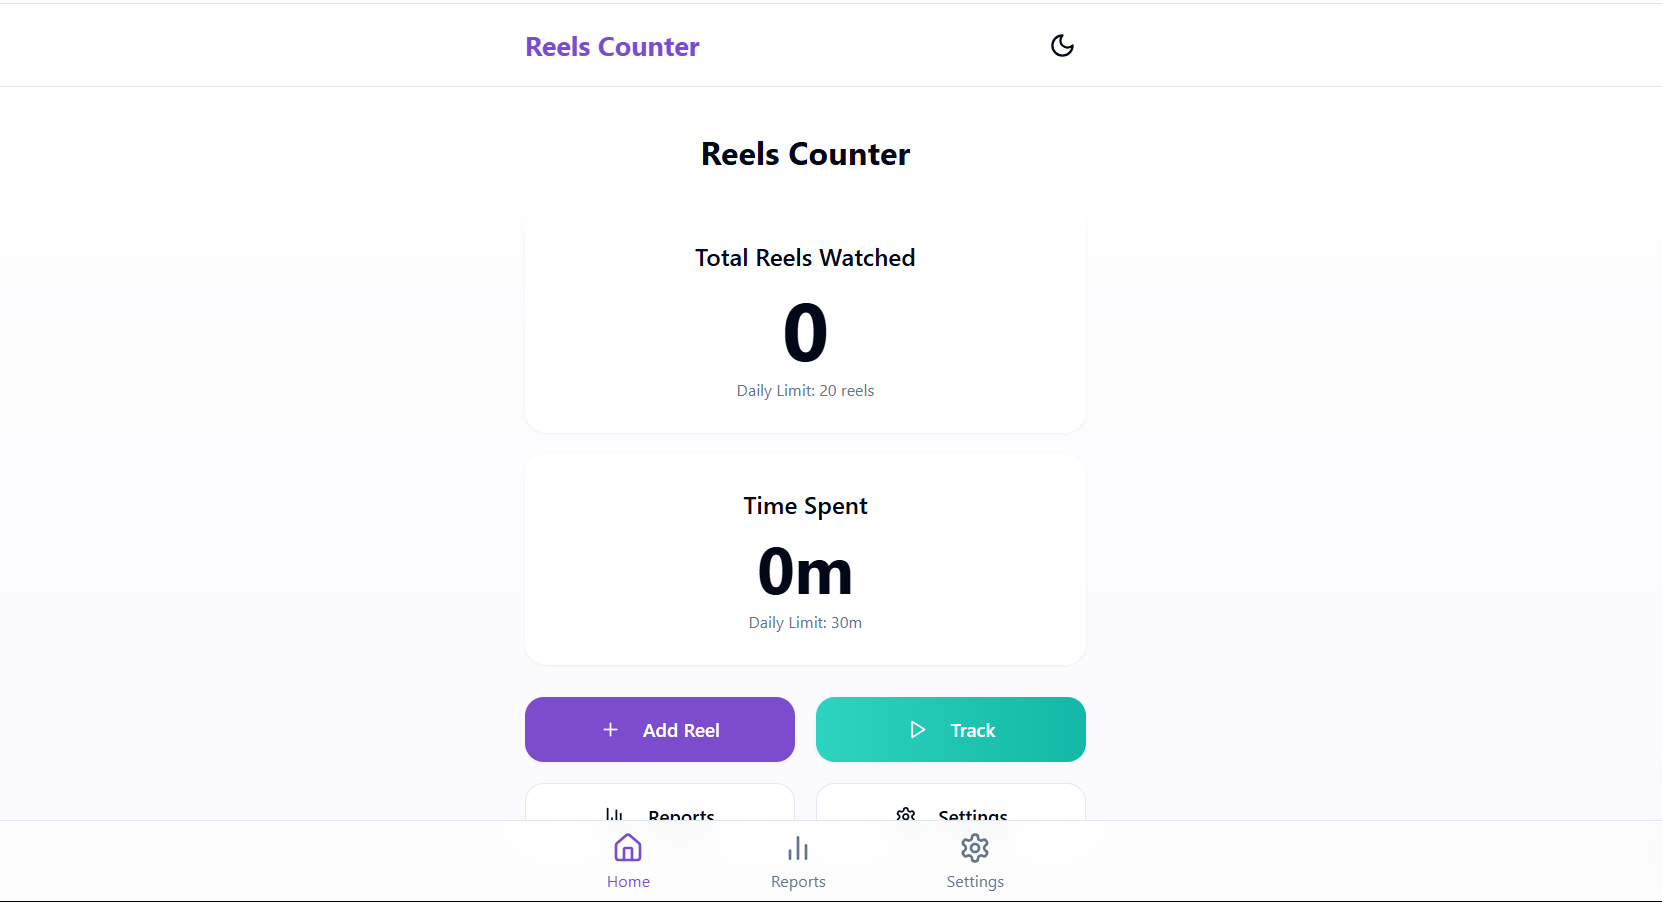 Reels Counter
Reels Counter
Total Reels Watched
0
Daily Limit: 20 reels
Time Spent
0m
Daily Limit: 30m
Add Reel
Track
Reports
Settings
Home
Reports
Settings